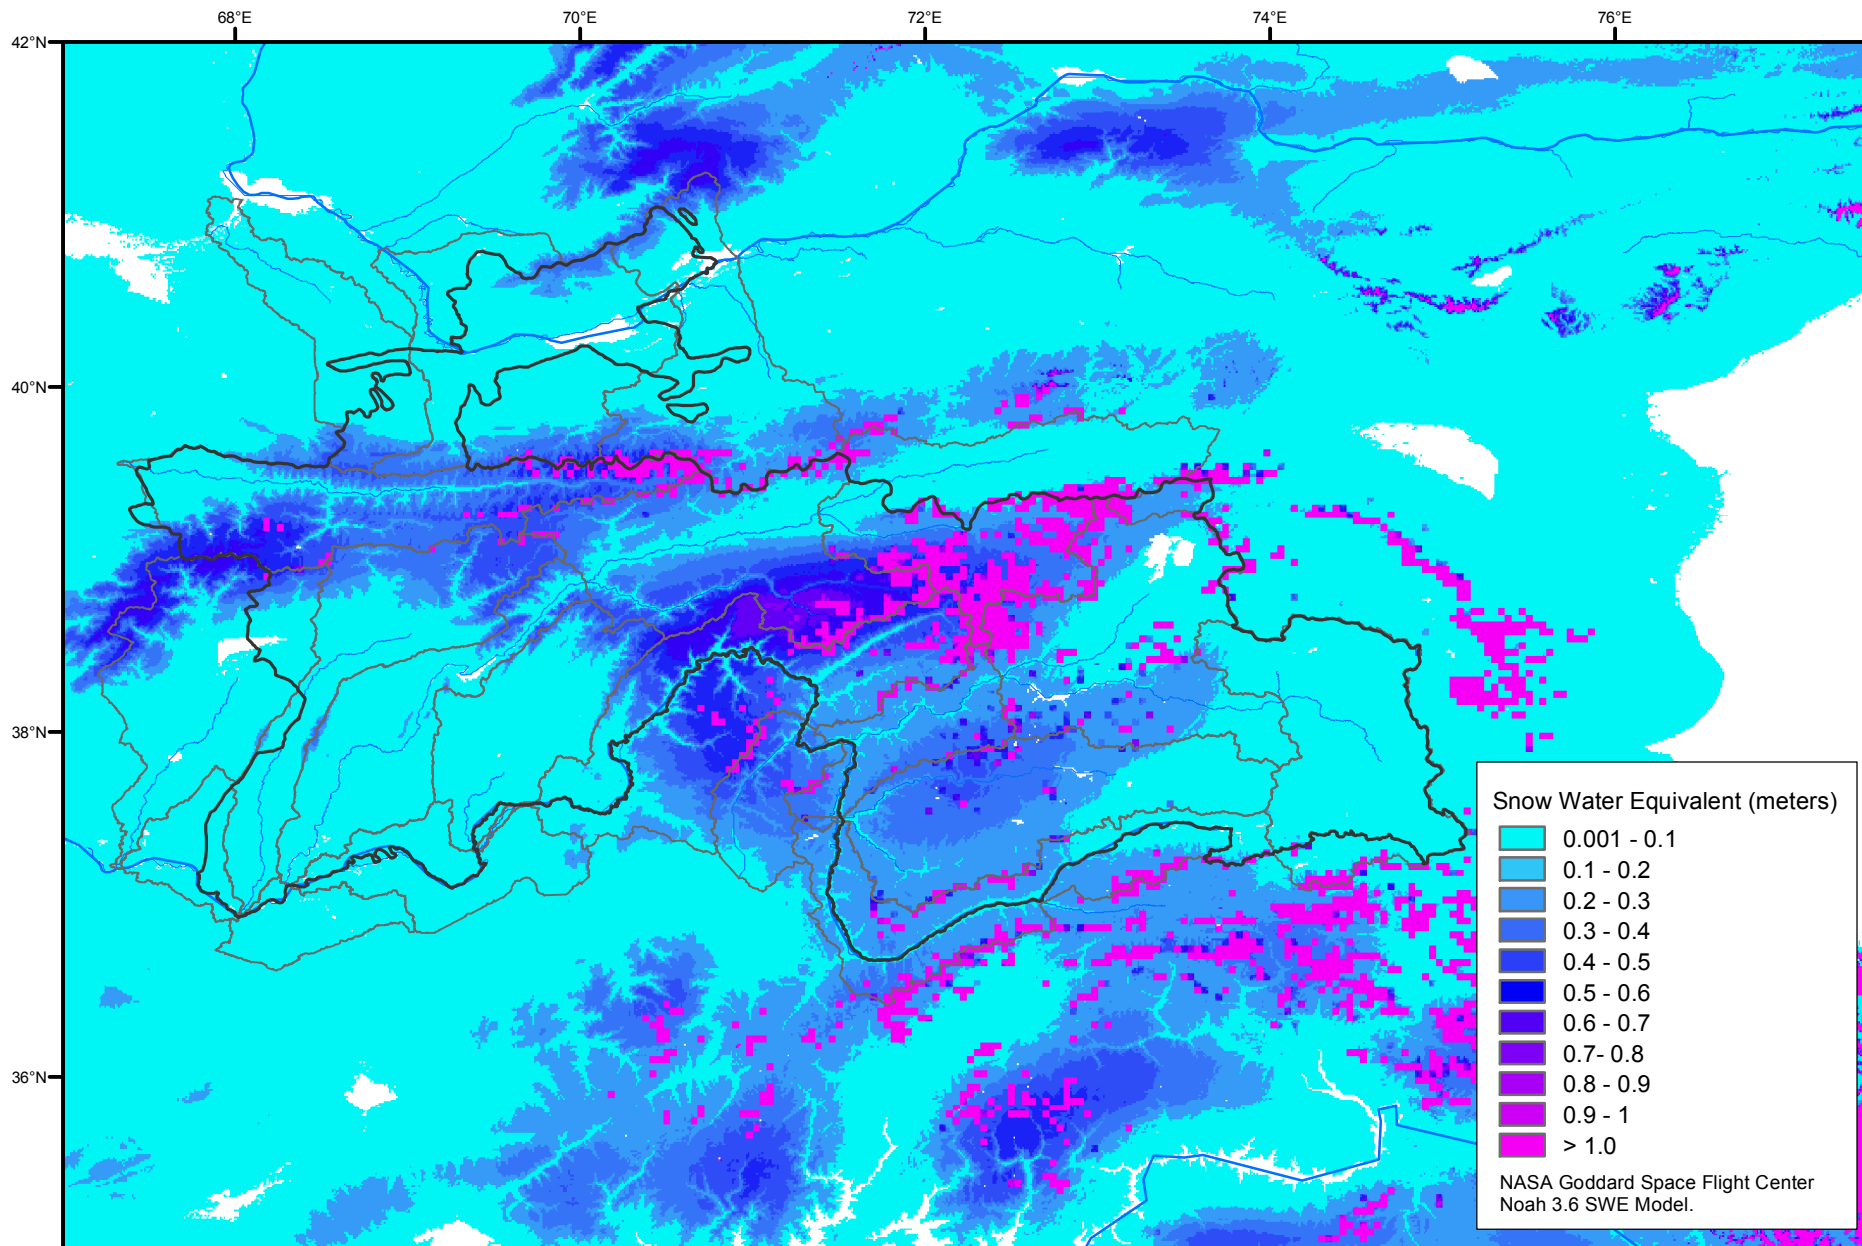 68°E
70°E
72°E
74°E
76°E
42°N
40°N
38°N
36°N
Snow Water Equivalent (meters)
0.001 - 0.1
0.1 - 0.2
0.2 - 0.3
0.3 - 0.4
0.4 - 0.5
0.5 - 0.6
0.6 - 0.7
0.7- 0.8
0.8 - 0.9
0.9 - 1
> 1.0
NASA Goddard Space Flight Center
Noah 3.6 SWE Model.